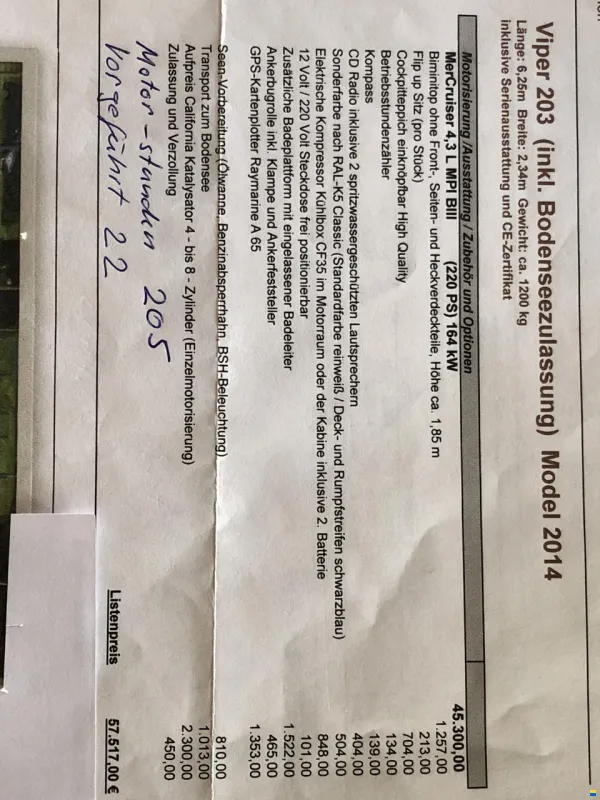 Viper 203 (inkl. Bodenseezulassung) Model 2014
Länge: 6,25m Breite: 2,34m Gewicht: ca. 1200 kg
inklusive Serienausstattung und CE-Zertifikat
Motorisierung /Ausstattung / Zubehör und Optionen
MerCruiser 4,3 L MPI BIII (220 PS) 164 kW 45.300,00
Biminitop ohne Front-, Seiten- und Heckverdeckteile, Höhe ca. 1,85 m 1.257,00
Flip up Sitz (pro Stück) 213,00
Cockpitteppich einknöpfbar High Quality 704,00
Betriebsstundenzähler 134,00
Kompass 139,00
CD Radio inklusive 2 spritzwassergeschützten Lautsprechern 404,00
Sonderfarbe nach RAL-K5 Classic (Standardfarbe reinweiß / Deck- und Rumpfstreifen schwarzblau) 504,00
Elektrische Kompressor Kühlbox CF35 im Motorraum oder der Kabine inklusive 2. Batterie 848,00
12 Volt / 220 Volt Steckdose frei positionierbar 101,00
Zusätzliche Badeplattform mit eingelassener Badeleiter 1.522,00
Ankerbugrolle inkl. Klampe und Ankerfeststeller 465,00
GPS-Kartenplotter Raymarine A 65 1.353,00
Seen-Vorbereitung (Ölwanne, Benzinabsperrhahn, BSH-Beleuchtung) 810,00
Transport zum Bodensee 1.013,00
Aufpreis California Katalysator 4 - bis 8 - Zylinder (Einzelmotorisierung) 2.300,00
Zulassung und Verzollung 450,00
Motor-stunden 205
Vorgeführt 22
Listenpreis 57.517,00 €